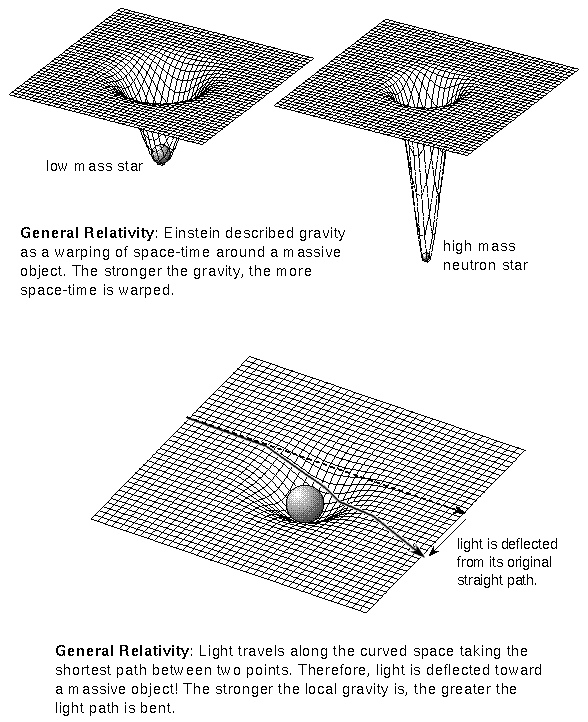 low mass star
high mass
neutron star
General Relativity: Einstein described gravity
as a warping of space-time around a massive
object. The stronger the gravity, the more
space-time is warped.
light is deflected
from its original
straight path.
General Relativity: Light travels along the curved space taking the
shortest path between two points. Therefore, light is deflected toward
a massive object! The stronger the local gravity is, the greater the
light path is bent.